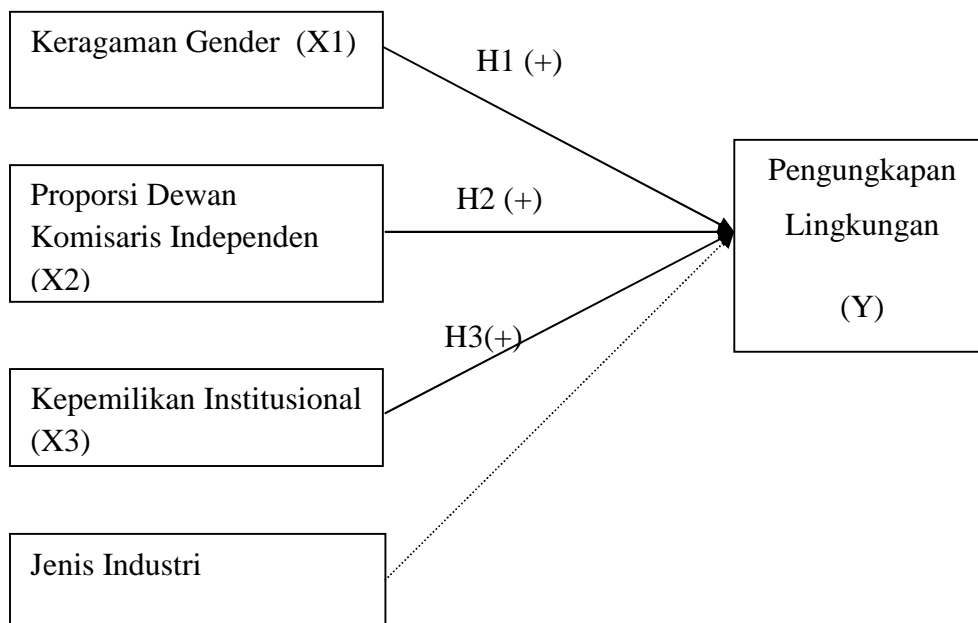 Keragaman Gender (X1)
H1 (+)
Proporsi Dewan
Komisaris Independen
(X2)
H2 (+)
Pengungkapan
Lingkungan
(Y)
H3(+)
Kepemilikan Institusional
(X3)
Jenis Industri